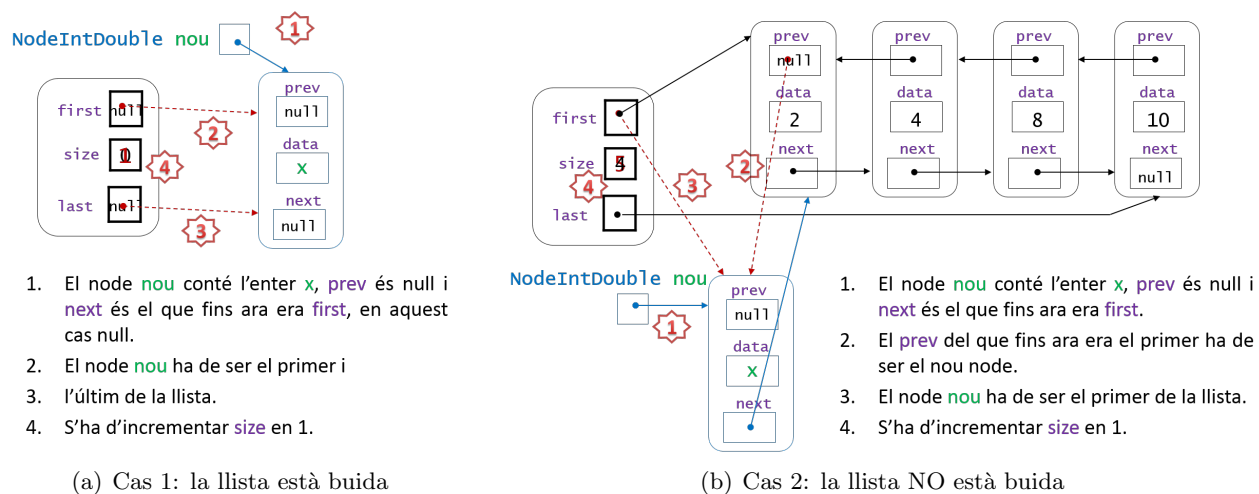 NodeIntDouble nou
1
first
null
size
0
1
4
last
null
2
3
prev
null
data
x
next
null
1. El node nou conté l'enter x, prev és null i
next és el que fins ara era first, en aquest
cas null.
2. El node nou ha de ser el primer i
3. l'últim de la llista.
4. S'ha d'incrementar size en 1.
(a) Cas 1: la llista està buida
first
size
4
5
4
last
3
2
prev
null
data
2
next
prev
data
4
next
prev
data
8
next
prev
data
10
next
null
NodeIntDouble nou
1
prev
null
data
x
next
1. El node nou conté l'enter x, prev és null i
next és el que fins ara era first.
2. El prev del que fins ara era el primer ha de
ser el nou node.
3. El node nou ha de ser el primer de la llista.
4. S'ha d'incrementar size en 1.
(b) Cas 2: la llista NO està buida